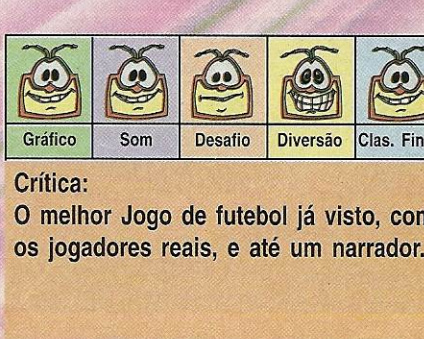 Gráfico Som Desafio Diversão Clas. Fin
Crítica:
O melhor Jogo de futebol já visto, con
os jogadores reais, e até um narrador.